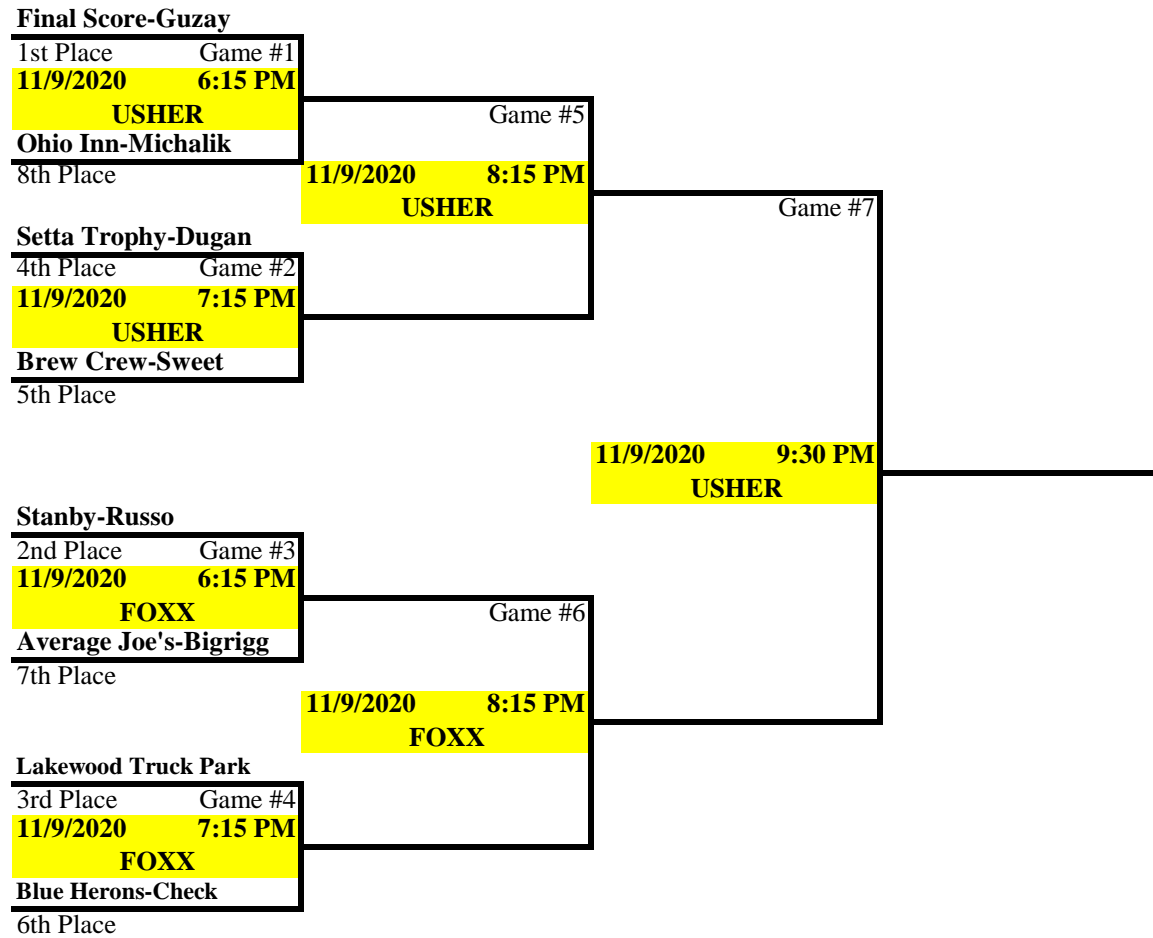 Final Score-Guzay
1st Place Game #1
11/9/2020 6:15 PM
USHER
Ohio Inn-Michalik
8th Place
Game #5
11/9/2020 8:15 PM
USHER
Setta Trophy-Dugan
4th Place Game #2
11/9/2020 7:15 PM
USHER
Brew Crew-Sweet
5th Place
Game #7
11/9/2020 9:30 PM
USHER
Stanby-Russo
2nd Place Game #3
11/9/2020 6:15 PM
FOXX
Average Joe's-Bigrigg
7th Place
Game #6
11/9/2020 8:15 PM
FOXX
Lakewood Truck Park
3rd Place Game #4
11/9/2020 7:15 PM
FOXX
Blue Herons-Check
6th Place